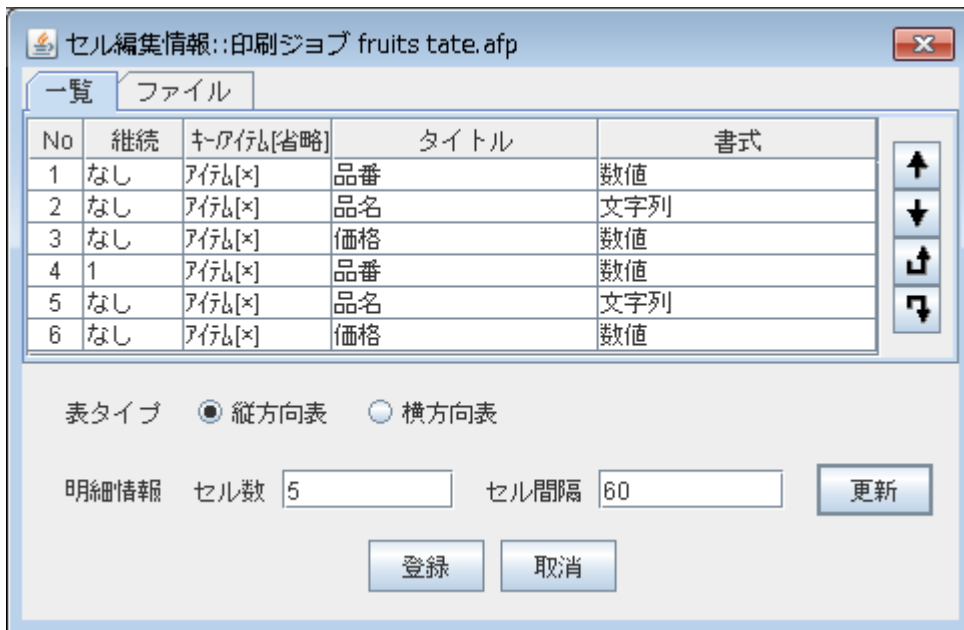 セル編集情報::印刷ジョブ fruits tate.afp
一覧 ファイル
No 継続 ｷｰｱｲﾃﾑ[省略] タイトル 書式
1 なし ｱｲﾃﾑ[×] 品番 数値
2 なし ｱｲﾃﾑ[×] 品名 文字列
3 なし ｱｲﾃﾑ[×] 価格 数値
4 1 ｱｲﾃﾑ[×] 品番 数値
5 なし ｱｲﾃﾑ[×] 品名 文字列
6 なし ｱｲﾃﾑ[×] 価格 数値
表タイプ 縦方向表 横方向表
明細情報 セル数 5 セル間隔 60 更新
登録 取消